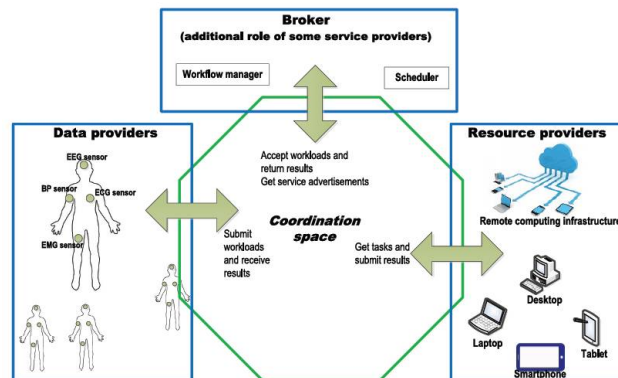 Broker
(additional role of some service providers)
Workflow manager
Scheduler
Data providers
EEG sensor
BP sensor
ECG sensor
EMG sensor
Accept workloads and
return results
Get service advertisements
Coordination
space
Submit
workloads
and receive
results
Get tasks and
submit results
Resource providers
Remote computing infrastructure
Desktop
Laptop
Tablet
Smartphone